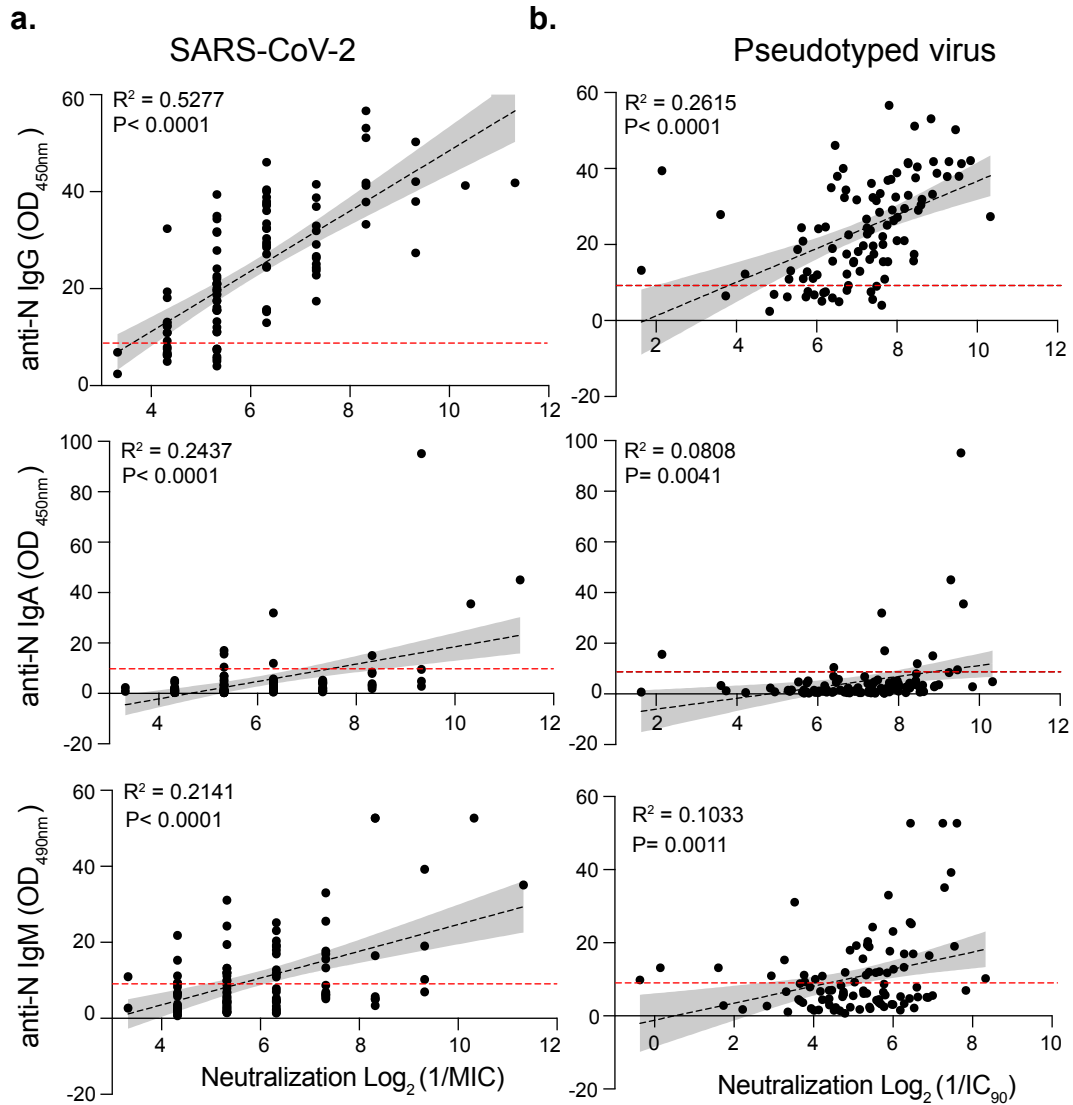 a.
SARS-CoV-2
b.
Pseudotyped virus
anti-N IgG (OD450nm)
R² = 0.5277
P< 0.0001
60
40
20
0
4 6 8 10 12
R² = 0.2615
P< 0.0001
60
40
20
0
-20
2 4 6 8 10 12
anti-N IgA (OD450nm)
R² = 0.2437
P< 0.0001
100
80
60
40
20
0
-20
4 6 8 10 12
R² = 0.0808
P= 0.0041
100
80
60
40
20
0
-20
2 4 6 8 10 12
anti-N IgM (OD490nm)
R² = 0.2141
P< 0.0001
60
40
20
0
-20
4 6 8 10 12
Neutralization Log2 (1/MIC)
R² = 0.1033
P= 0.0011
60
40
20
0
-20
0 2 4 6 8 10
Neutralization Log2 (1/IC90)